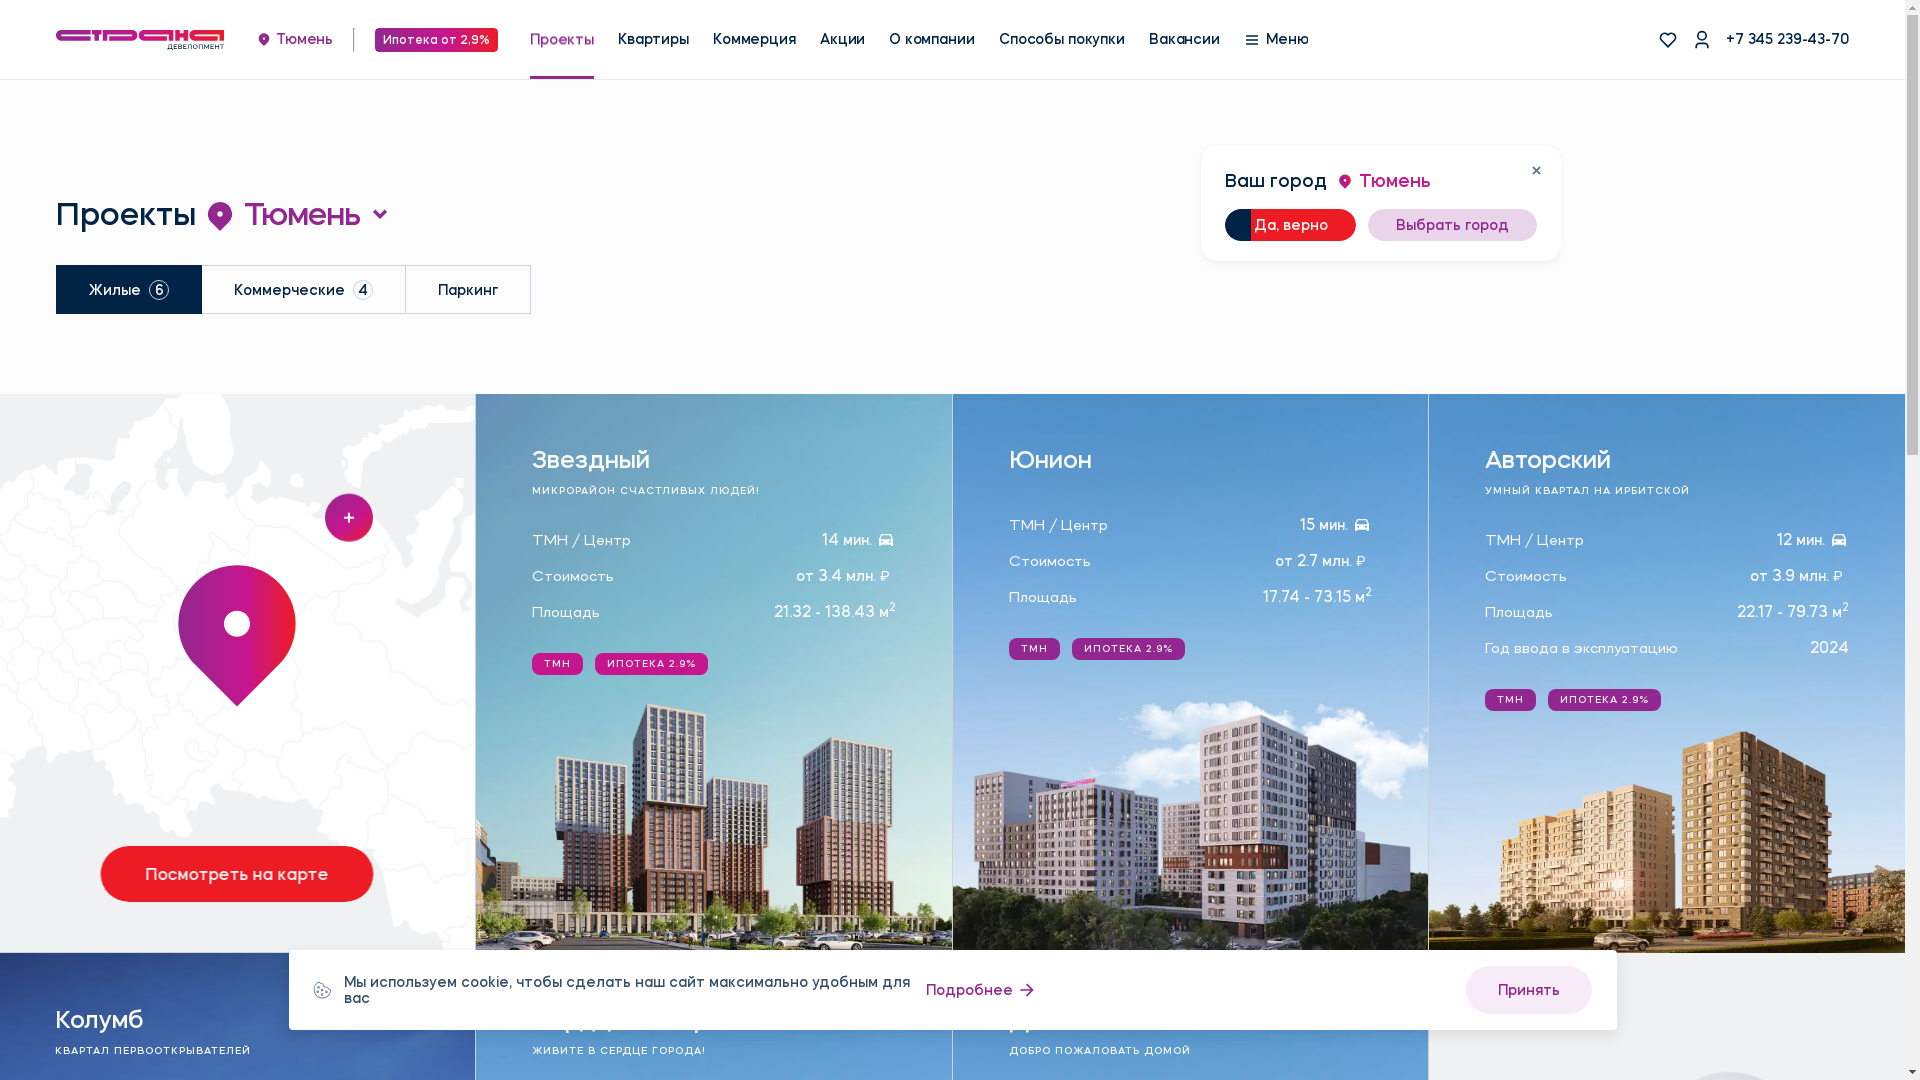 страна
ДЕВЕЛОПМЕНТ
Тюмень
Ипотека от 2,9%
Проекты
Квартиры
Коммерция
Акции
О компании
Способы покупки
Вакансии
Меню
+7 345 239-43-70
Ваш город Тюмень
Да, верно
Выбрать город
Проекты Тюмень
Жилые 6
Коммерческие 4
Паркинг
Посмотреть на карте
Звездный
МИКРОРАЙОН СЧАСТЛИВЫХ ЛЮДЕЙ!
ТМН / Центр 14 мин.
Стоимость от 3.4 млн. ₽
Площадь 21.32 - 138.43 м2
ТМН ИПОТЕКА 2.9%
Юнион
ТМН / Центр 15 мин.
Стоимость от 2.7 млн. ₽
Площадь 17.74 - 73.15 м2
ТМН ИПОТЕКА 2.9%
Авторский
УМНЫЙ КВАРТАЛ НА ИРБИТСКОЙ
ТМН / Центр 12 мин.
Стоимость от 3.9 млн. ₽
Площадь 22.17 - 79.73 м2
Год ввода в эксплуатацию 2024
ТМН ИПОТЕКА 2.9%
Колумб
КВАРТАЛ ПЕРВООТКРЫВАТЕЛЕЙ
ЖИВИТЕ В СЕРДЦЕ ГОРОДА!
ДОБРО ПОЖАЛОВАТЬ ДОМОЙ
Мы используем cookie, чтобы сделать наш сайт максимально удобным для
вас
Подробнее
Принять